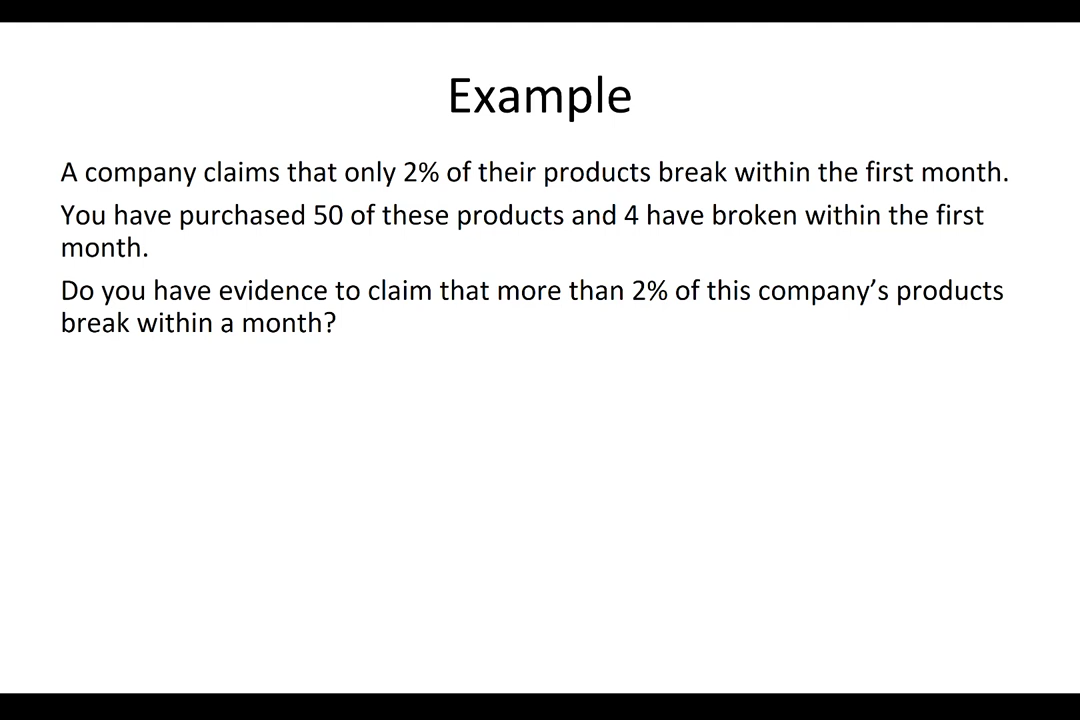 Example
A company claims that only 2% of their products break within the first month.
You have purchased 50 of these products and 4 have broken within the first
month.
Do you have evidence to claim that more than 2% of this company’s products
break within a month?